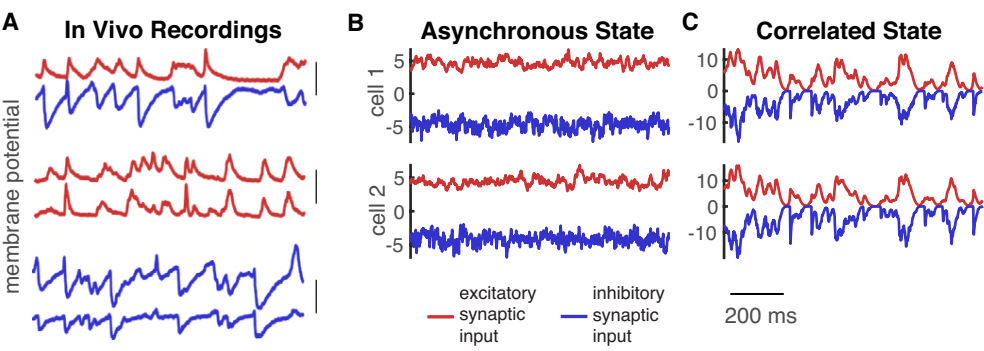 A
In Vivo Recordings
membrane potential
B
Asynchronous State
cell 1
5
0
-5
cell 2
5
0
-5
excitatory
synaptic
input
inhibitory
synaptic
input
C
Correlated State
10
0
-10
10
0
-10
200 ms